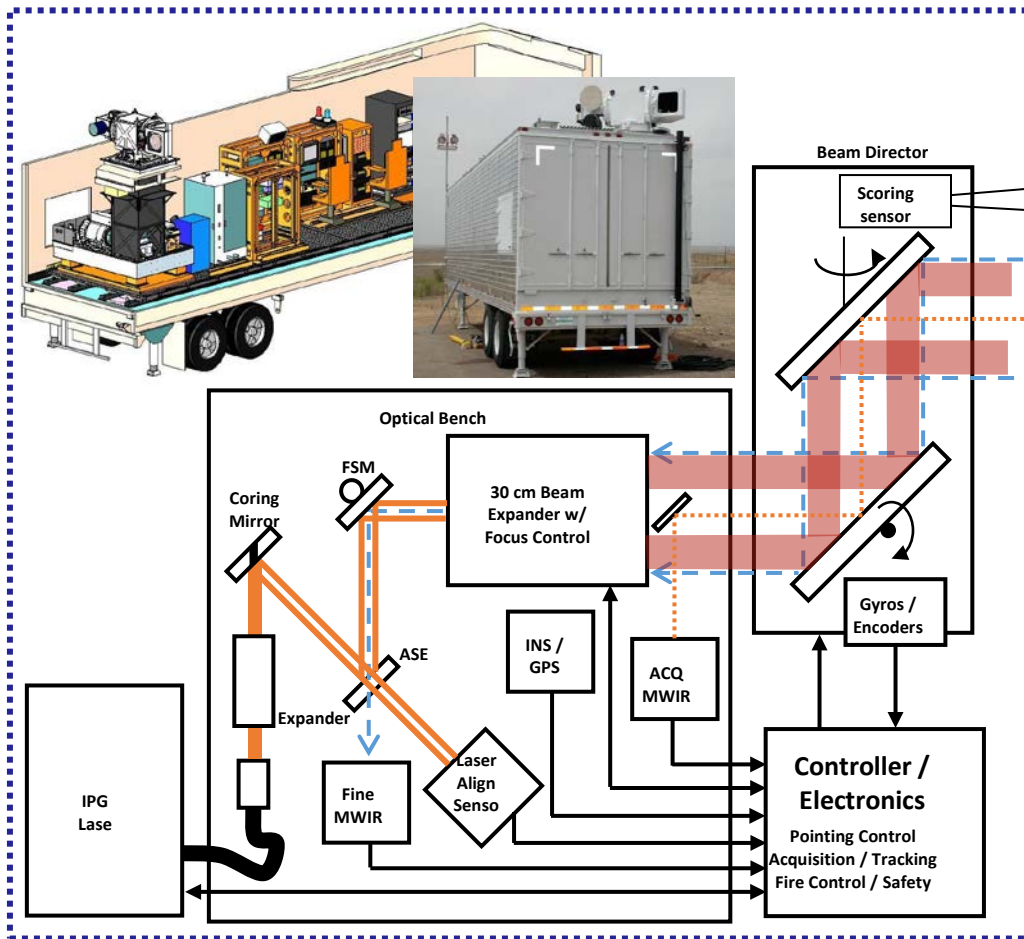 Beam Director
Scoring
sensor
Optical Bench
FSM
Coring
Mirror
30 cm Beam
Expander w/
Focus Control
Gyros /
Encoders
INS /
GPS
ACQ
MWIR
ASE
Expander
IPG
Lase
Fine
MWIR
Laser
Align
Senso
Controller /
Electronics
Pointing Control
Acquisition / Tracking
Fire Control / Safety